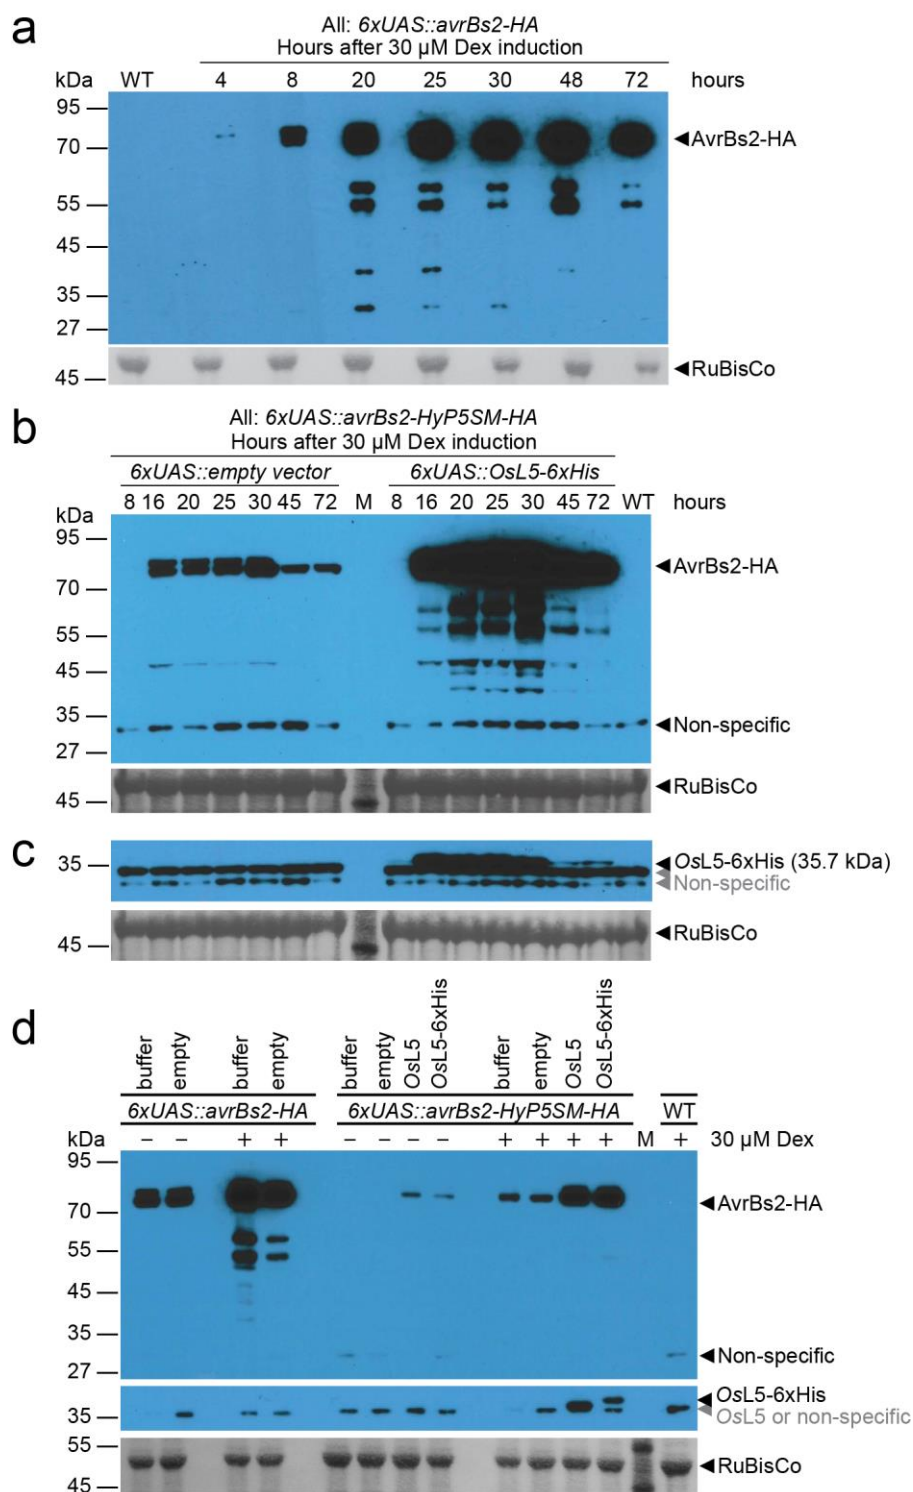 a
All: 6xUAS::avrBs2-HA
Hours after 30 µM Dex induction
kDa WT 4 8 20 25 30 48 72 hours
95
70 AvrBs2-HA
55
45
35
27
45 RuBisCo
b
All: 6xUAS::avrBs2-HyP5SM-HA
Hours after 30 µM Dex induction
6xUAS::empty vector 6xUAS::OsL5-6xHis
8 16 20 25 30 45 72 M 8 16 20 25 30 45 72 WT hours
kDa
95
AvrBs2-HA
70
55
45
35 Non-specific
27
RuBisCo
45
c
35 OsL5-6xHis (35.7 kDa)
Non-specific
RuBisCo
45
d
buffer empty buffer empty buffer empty OsL5 OsL5-6xHis buffer empty OsL5 OsL5-6xHis
6xUAS::avrBs2-HA 6xUAS::avrBs2-HyP5SM-HA WT
kDa – – + + – – – – + + + + M + 30 µM Dex
95
70 AvrBs2-HA
55
45
35
Non-specific
27
OsL5-6xHis
35 OsL5 or non-specific
55
RuBisCo
45